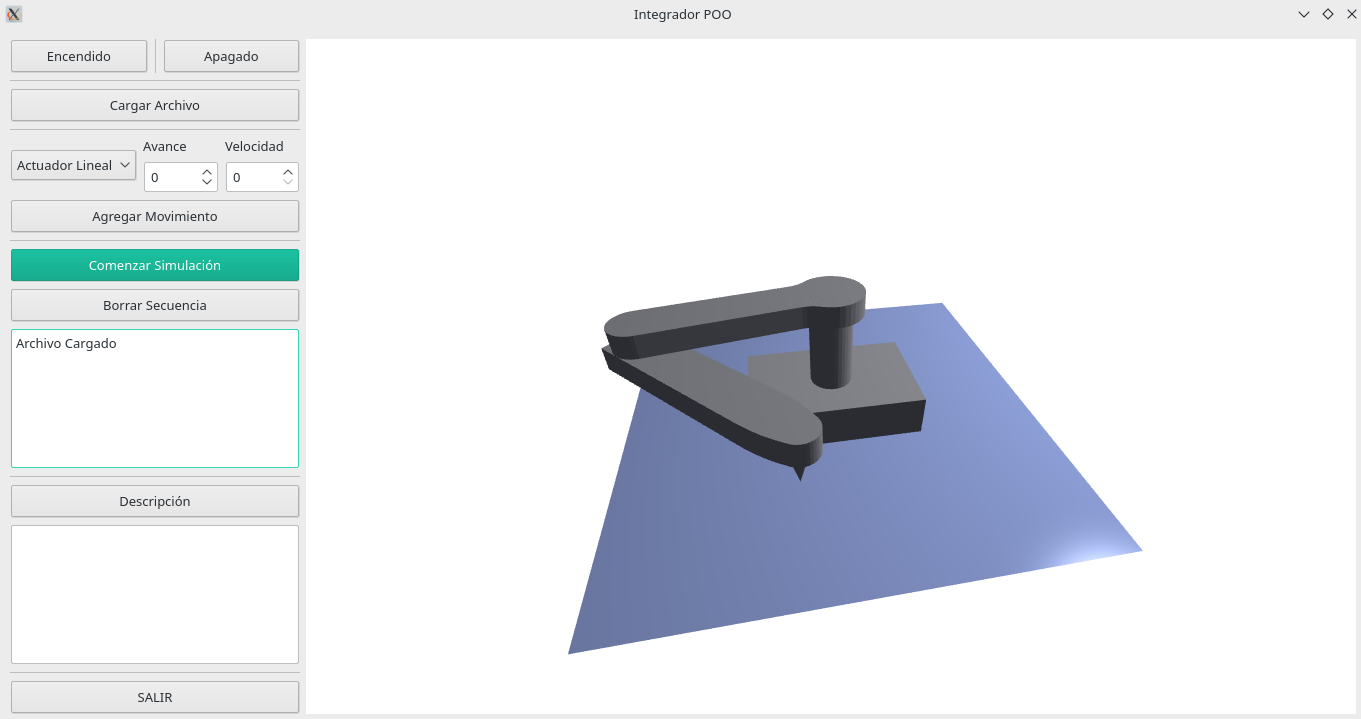 Integrador POO
Encendido
Apagado
Cargar Archivo
Avance
Velocidad
Actuador Lineal
0
0
Agregar Movimiento
Comenzar Simulación
Borrar Secuencia
Archivo Cargado
Descripción
SALIR